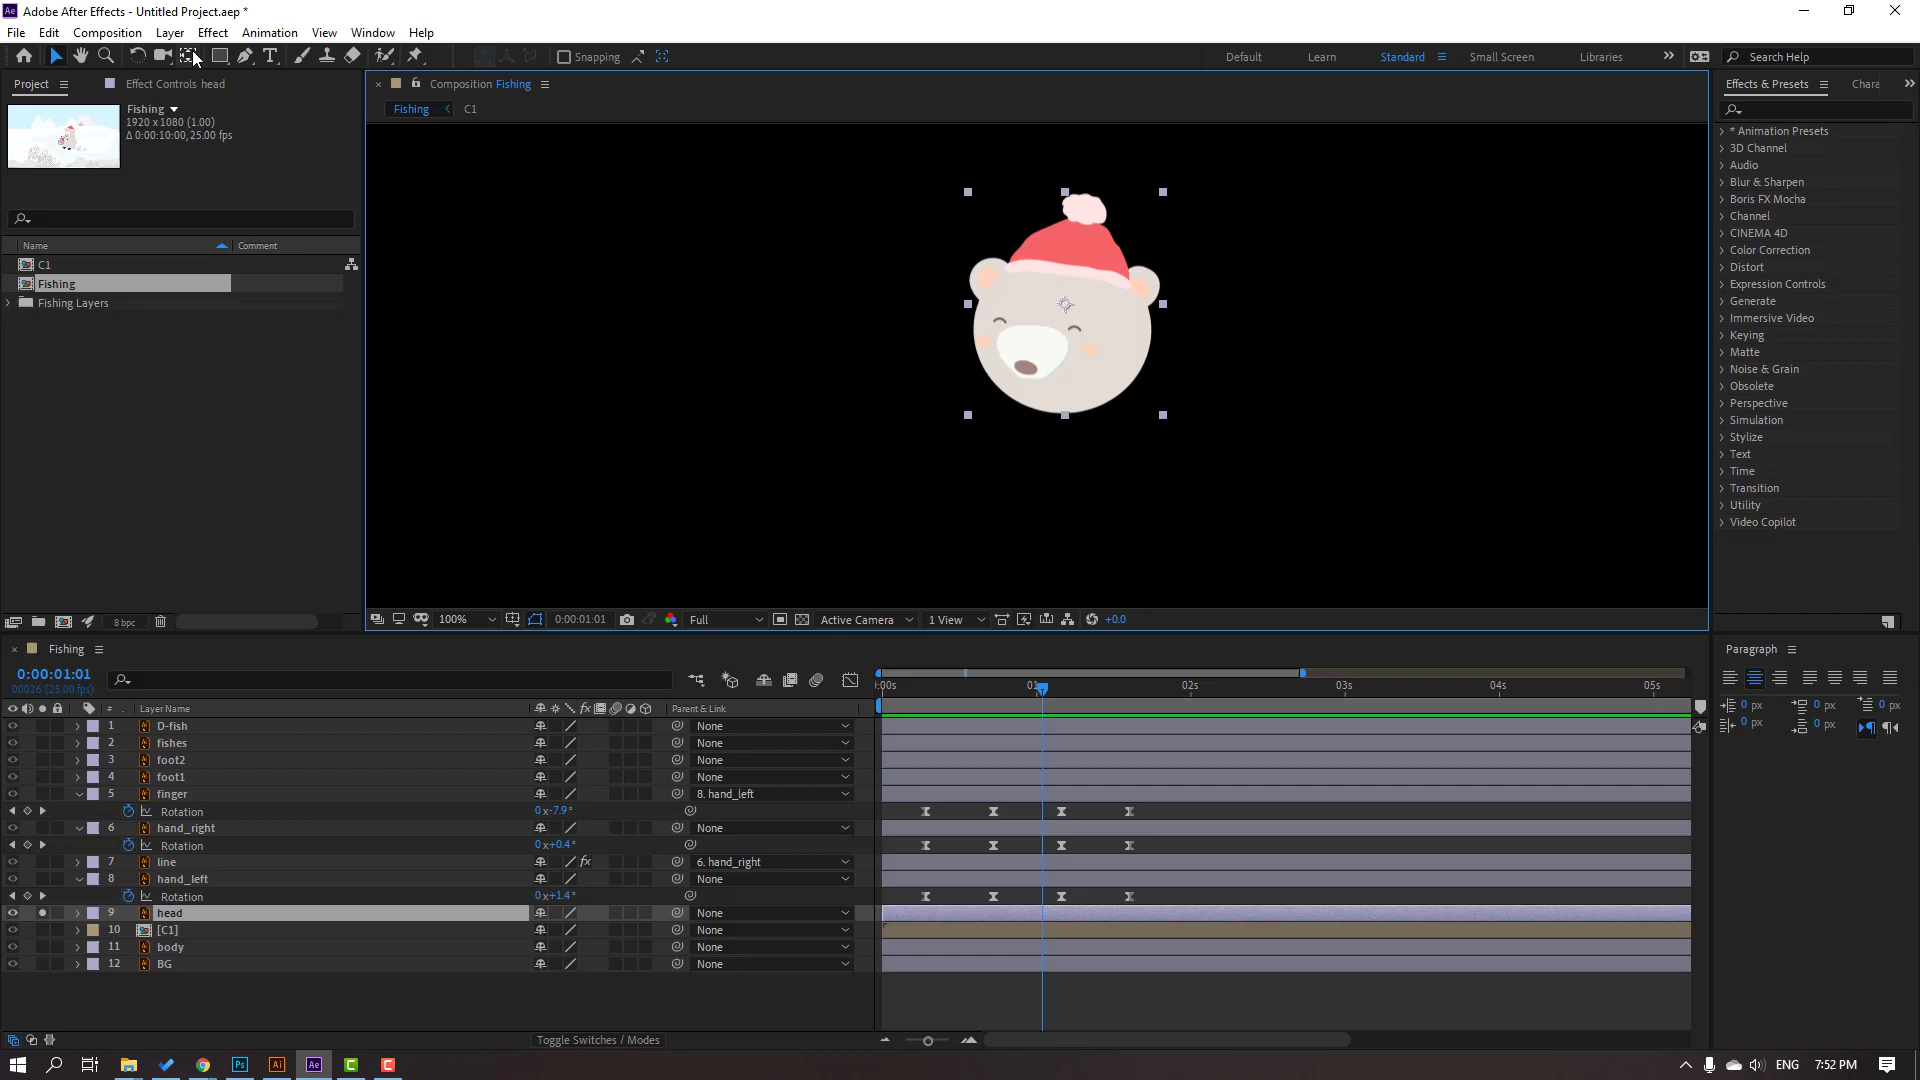 Adobe After Effects - Untitled Project.aep *
File Edit Composition Layer Effect Animation View Window Help
Snapping
Default Learn Standard Small Screen Libraries
Search Help
Project
Effect Controls head
Composition Fishing
Effects & Presets
Chara
Fishing
1920 x 1080 (1.00)
Δ 0:00:10:00, 25.00 fps
Fishing C1
* Animation Presets
3D Channel
Audio
Blur & Sharpen
Boris FX Mocha
Channel
CINEMA 4D
Color Correction
Distort
Expression Controls
Generate
Immersive Video
Keying
Matte
Noise & Grain
Obsolete
Perspective
Simulation
Stylize
Text
Time
Transition
Utility
Video Copilot
Name Comment
C1
Fishing
Fishing Layers
8 bpc
100% 0:00:01:01 Full Active Camera 1 View +0.0
Fishing
Paragraph
0:00:01:01
00026 (25.00 fps)
:00s 01 02s 03s 04s 05s
# Layer Name Parent & Link
1 D-fish None
2 fishes None
3 foot2 None
4 foot1 None
5 finger 8. hand_left
Rotation 0x-7.9°
6 hand_right None
Rotation 0x+0.4°
7 line fx 6. hand_right
8 hand_left None
Rotation 0x+1.4°
9 head None
10 [C1] None
11 body None
12 BG None
0 px 0 px 0 px
0 px 0 px
Toggle Switches / Modes
Ps Ai Ae C C
ENG 7:52 PM